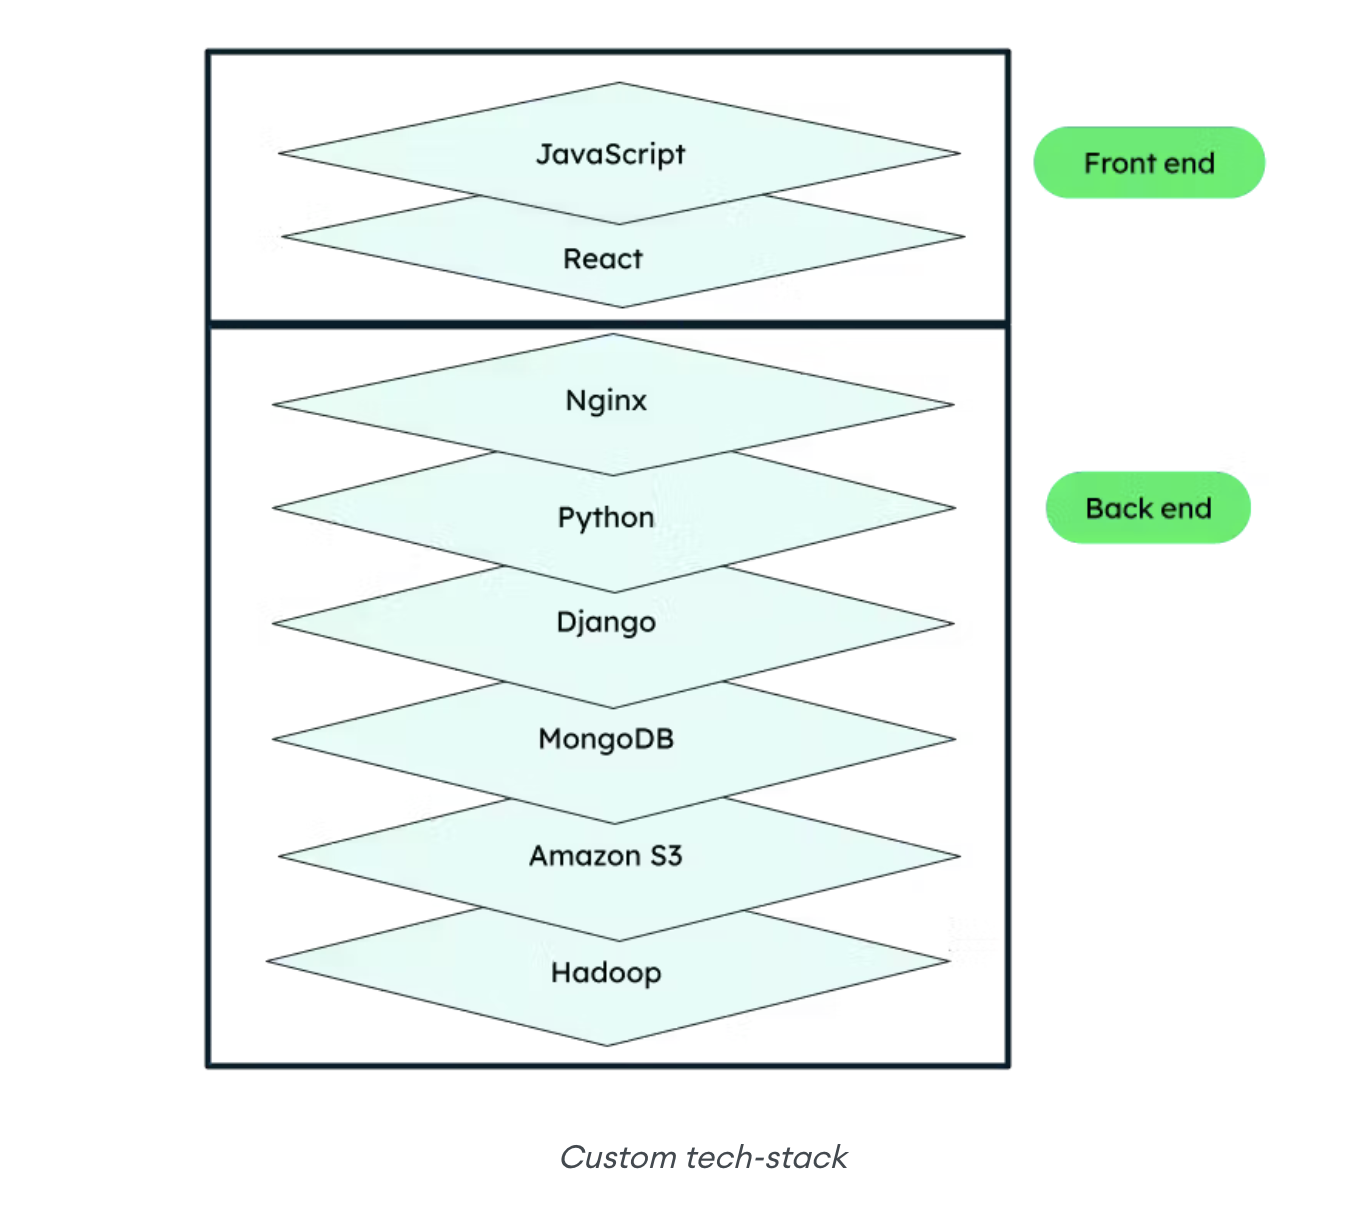 JavaScript
Front end
React
Nginx
Python
Back end
Django
MongoDB
Amazon S3
Hadoop
Custom tech-stack